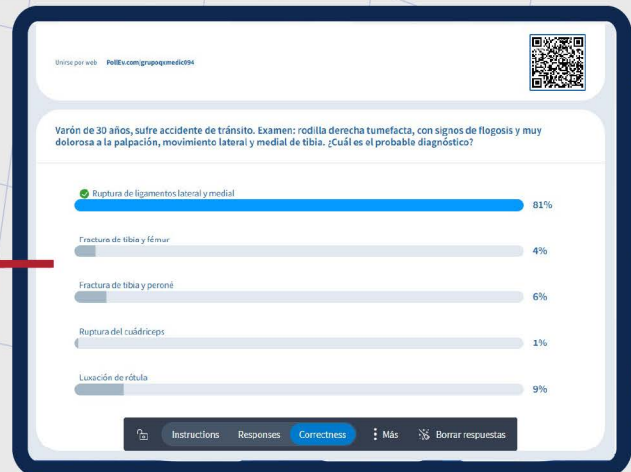 Unirse por web PollEv.com/grupoqxmedic094
Varón de 30 años, sufre accidente de tránsito. Examen: rodilla derecha tumefacta, con signos de flogosis y muy
dolorosa a la palpación, movimiento lateral y medial de tibia. ¿Cuál es el probable diagnóstico?
Ruptura de ligamentos lateral y medial
81%
Fractura de tibia y fémur
4%
Fractura de tibia y peroné
6%
Ruptura del cuádriceps
1%
Luxación de rótula
9%
Instructions Responses Correctness Más Borrar respuestas